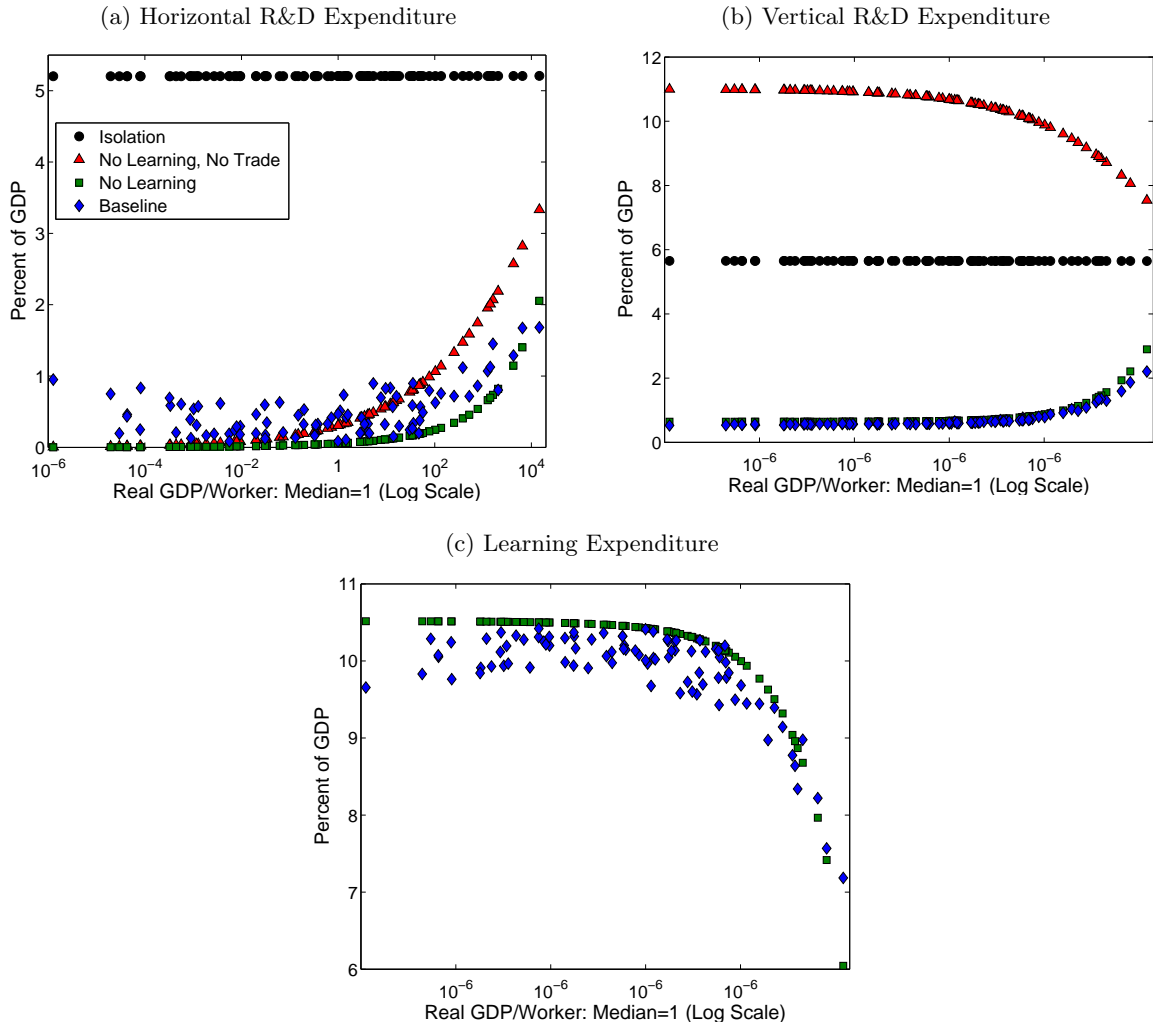 (a) Horizontal R&D Expenditure
5
4
3
2
1
0
Percent of GDP
Isolation
No Learning, No Trade
No Learning
Baseline
10^−6 10^−4 10^−2 1 10^2 10^4
Real GDP/Worker: Median=1 (Log Scale)
(b) Vertical R&D Expenditure
12
10
8
6
4
2
0
Percent of GDP
10^−6 10^−6 10^−6 10^−6
Real GDP/Worker: Median=1 (Log Scale)
(c) Learning Expenditure
11
10
9
8
7
6
Percent of GDP
10^−6 10^−6 10^−6 10^−6
Real GDP/Worker: Median=1 (Log Scale)